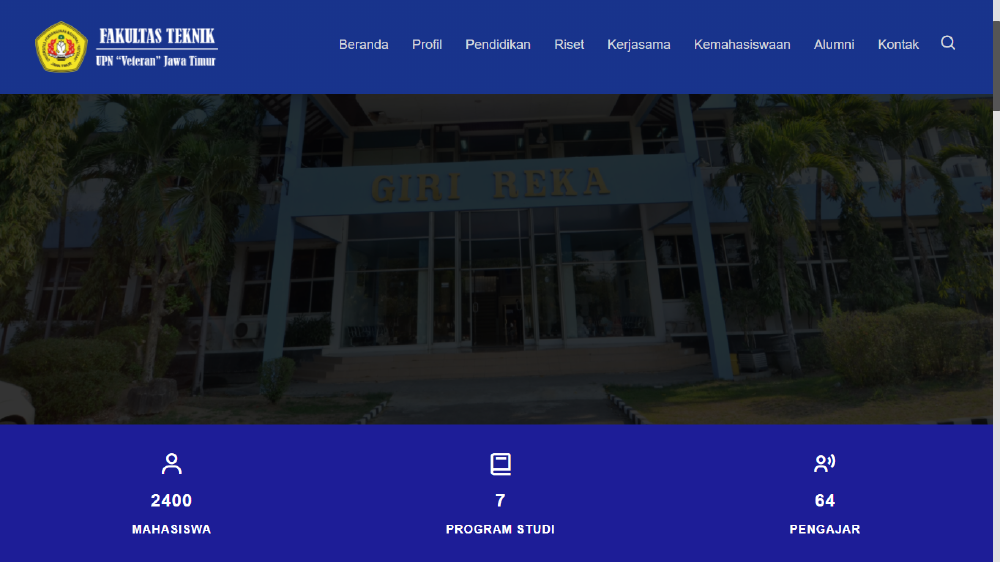 FAKULTAS TEKNIK
UPN “Veteran” Jawa Timur
Beranda Profil Pendidikan Riset Kerjasama Kemahasiswaan Alumni Kontak
GIRI REKA
2400 7 64
MAHASISWA PROGRAM STUDI PENGAJAR